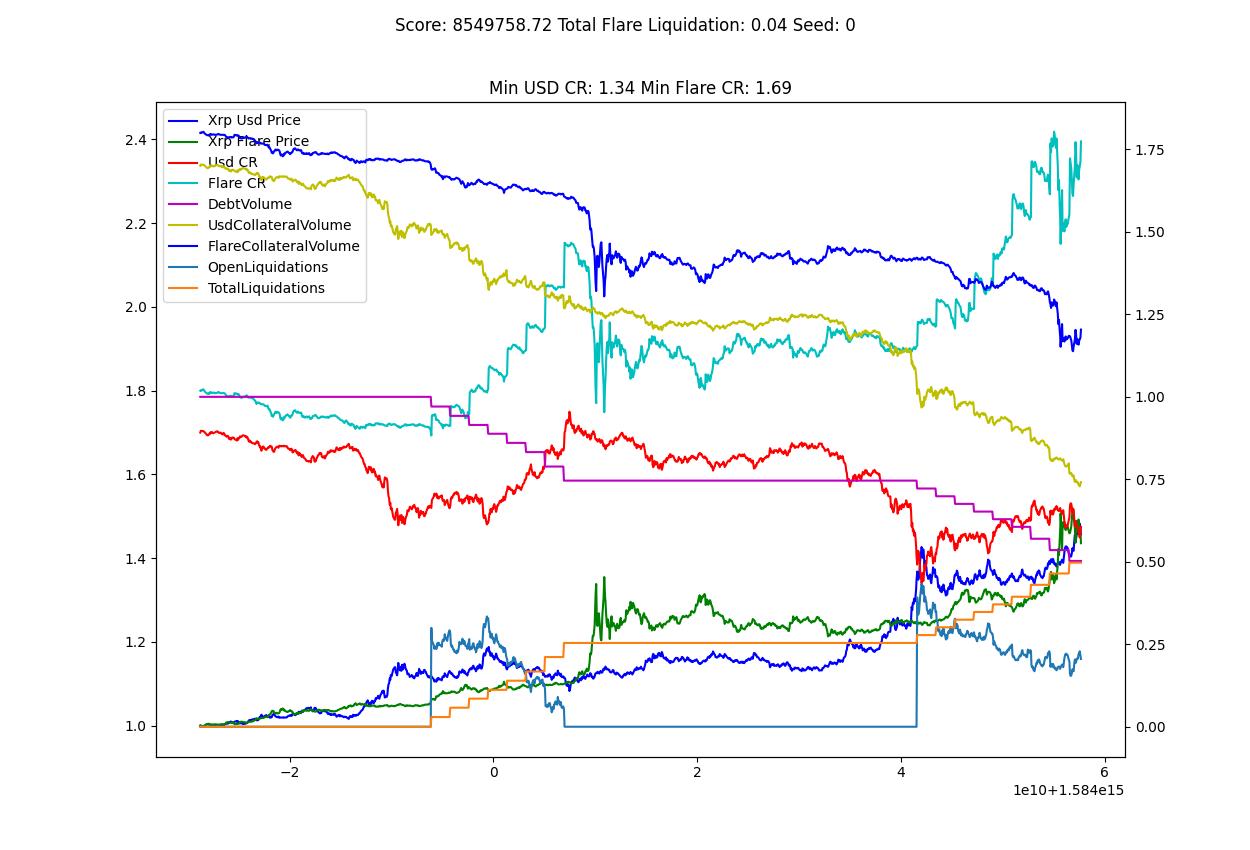 Score: 8549758.72 Total Flare Liquidation: 0.04 Seed: 0
Min USD CR: 1.34 Min Flare CR: 1.69
Xrp Usd Price
Xrp Flare Price
Usd CR
Flare CR
DebtVolume
UsdCollateralVolume
FlareCollateralVolume
OpenLiquidations
TotalLiquidations
2.4
2.2
2.0
1.8
1.6
1.4
1.2
1.0
1.75
1.50
1.25
1.00
0.75
0.50
0.25
0.00
−2
0
2
4
6
1e10+1.584e15